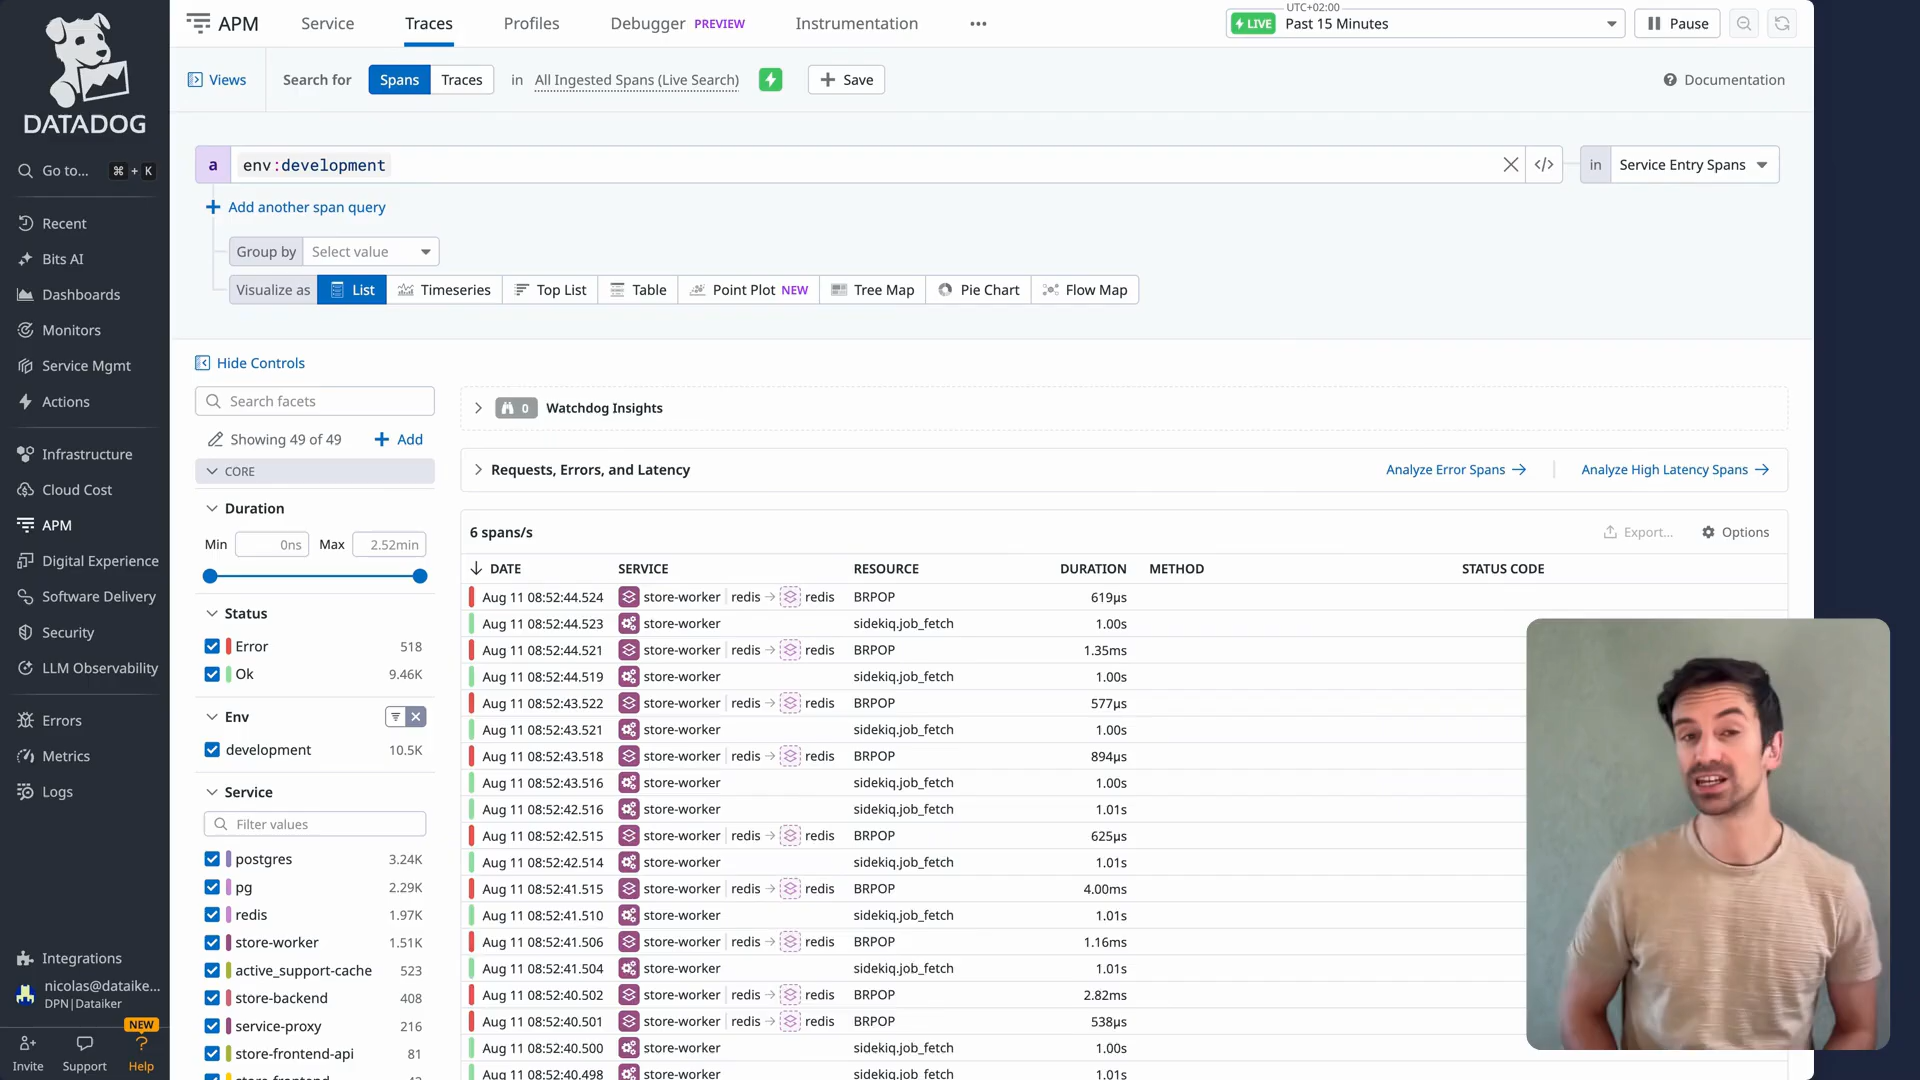 DATADOG
Go to... ⌘ + K
Recent
Bits AI
Dashboards
Monitors
Service Mgmt
Actions
Infrastructure
Cloud Cost
APM
Digital Experience
Software Delivery
Security
LLM Observability
Errors
Metrics
Logs
Integrations
nicolas@dataike...
DPN|Dataiker
NEW
Invite Support Help
APM Service Traces Profiles Debugger PREVIEW Instrumentation ...
UTC+02:00
LIVE Past 15 Minutes Pause
Views Search for Spans Traces in All Ingested Spans (Live Search) + Save Documentation
a env:development </> in Service Entry Spans
+ Add another span query
Group by Select value
Visualize as List Timeseries Top List Table Point Plot NEW Tree Map Pie Chart Flow Map
Hide Controls
Search facets
Showing 49 of 49 + Add
CORE
Duration
Min 0ns Max 2.52min
Status
Error 518
Ok 9.46K
Env
development 10.5K
Service
Filter values
postgres 3.24K
pg 2.29K
redis 1.97K
store-worker 1.51K
active_support-cache 523
store-backend 408
service-proxy 216
store-frontend-api 81
0 Watchdog Insights
Requests, Errors, and Latency Analyze Error Spans → Analyze High Latency Spans →
6 spans/s Export... Options
↓ DATE SERVICE RESOURCE DURATION METHOD STATUS CODE
Aug 11 08:52:44.524 store-worker | redis → redis BRPOP 619µs
Aug 11 08:52:44.523 store-worker sidekiq.job_fetch 1.00s
Aug 11 08:52:44.521 store-worker | redis → redis BRPOP 1.35ms
Aug 11 08:52:44.519 store-worker sidekiq.job_fetch 1.00s
Aug 11 08:52:43.522 store-worker | redis → redis BRPOP 577µs
Aug 11 08:52:43.521 store-worker sidekiq.job_fetch 1.00s
Aug 11 08:52:43.518 store-worker | redis → redis BRPOP 894µs
Aug 11 08:52:43.516 store-worker sidekiq.job_fetch 1.00s
Aug 11 08:52:42.516 store-worker sidekiq.job_fetch 1.01s
Aug 11 08:52:42.515 store-worker | redis → redis BRPOP 625µs
Aug 11 08:52:42.514 store-worker sidekiq.job_fetch 1.01s
Aug 11 08:52:41.515 store-worker | redis → redis BRPOP 4.00ms
Aug 11 08:52:41.510 store-worker sidekiq.job_fetch 1.01s
Aug 11 08:52:41.506 store-worker | redis → redis BRPOP 1.16ms
Aug 11 08:52:41.504 store-worker sidekiq.job_fetch 1.01s
Aug 11 08:52:40.502 store-worker | redis → redis BRPOP 2.82ms
Aug 11 08:52:40.501 store-worker | redis → redis BRPOP 538µs
Aug 11 08:52:40.500 store-worker sidekiq.job_fetch 1.00s
Aug 11 08:52:40.498 store-worker sidekiq.job_fetch 1.01s